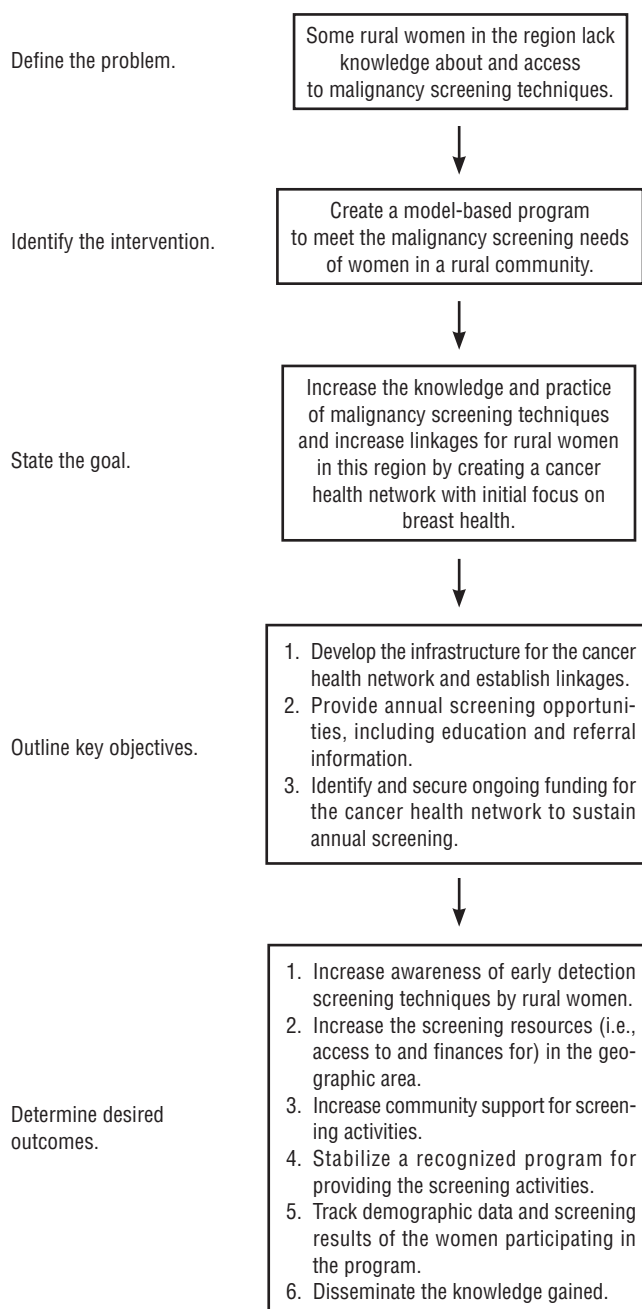 Define the problem.
Some rural women in the region lack
knowledge about and access
to malignancy screening techniques.
Identify the intervention.
Create a model-based program
to meet the malignancy screening needs
of women in a rural community.
State the goal.
Increase the knowledge and practice
of malignancy screening techniques
and increase linkages for rural women
in this region by creating a cancer
health network with initial focus on
breast health.
Outline key objectives.
1. Develop the infrastructure for the cancer
health network and establish linkages.
2. Provide annual screening opportuni-
ties, including education and referral
information.
3. Identify and secure ongoing funding for
the cancer health network to sustain
annual screening.
Determine desired
outcomes.
1. Increase awareness of early detection
screening techniques by rural women.
2. Increase the screening resources (i.e.,
access to and finances for) in the geo-
graphic area.
3. Increase community support for screen-
ing activities.
4. Stabilize a recognized program for
providing the screening activities.
5. Track demographic data and screening
results of the women participating in
the program.
6. Disseminate the knowledge gained.